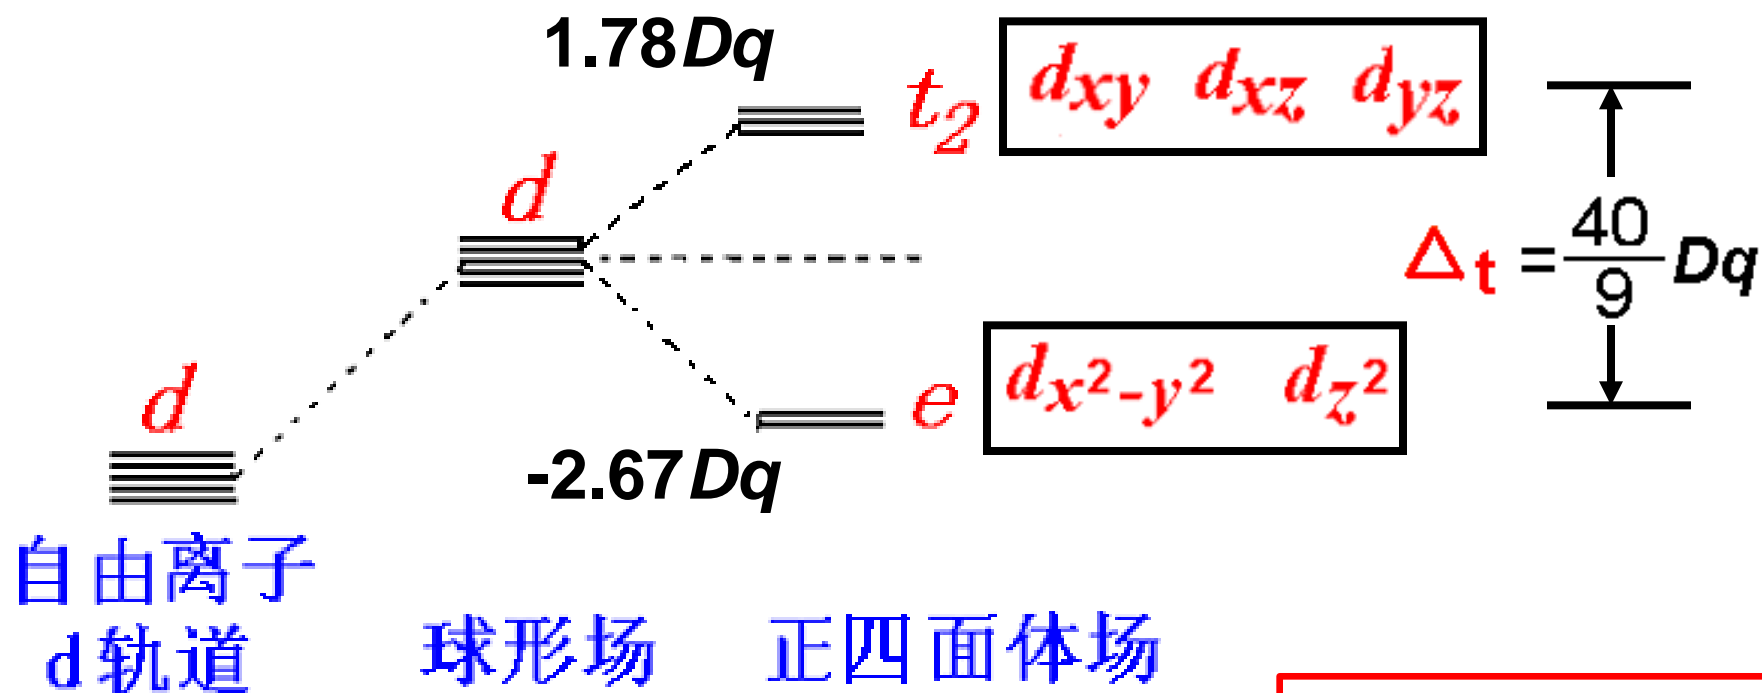 1.78Dq
t₂ dxy dxz dyz
d
Δt = 40/9 Dq
d
e dx²-y² dz²
-2.67Dq
自由离子
d轨道 球形场 正四面体场